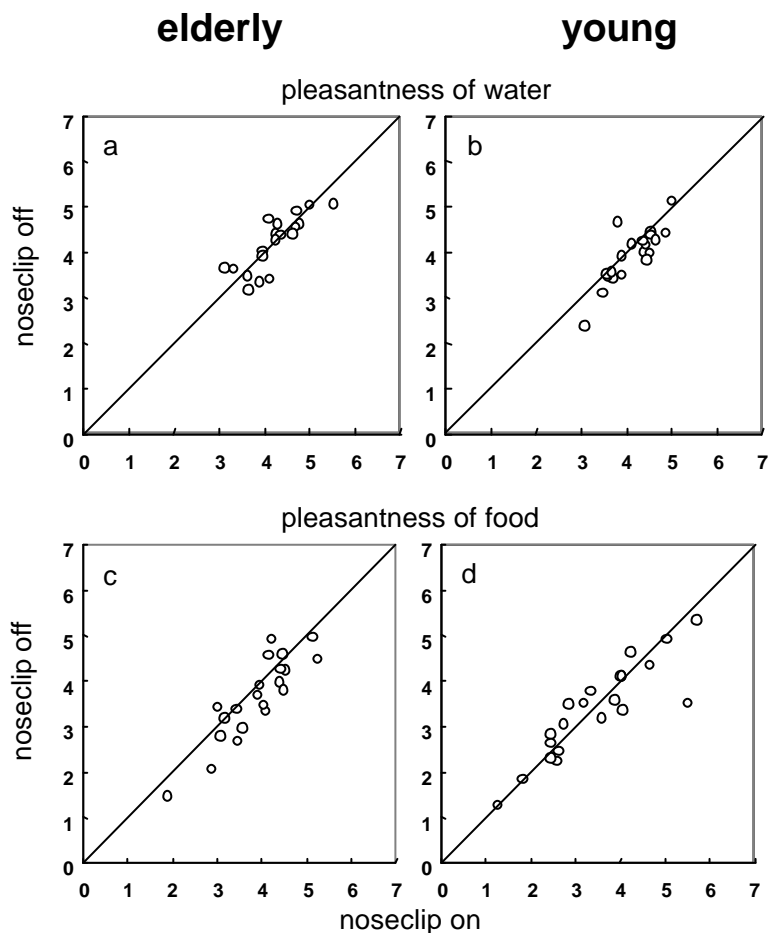 elderly young
pleasantness of water
7 7
a b
6 6
5 5
4 4
noseclip off
3 3
2 2
1 1
0 0
0 1 2 3 4 5 6 7 0 1 2 3 4 5 6 7
pleasantness of food
7 7
c d
6 6
5 5
4 4
noseclip off
3 3
2 2
1 1
0 0
0 1 2 3 4 5 6 7 0 1 2 3 4 5 6 7
noseclip on